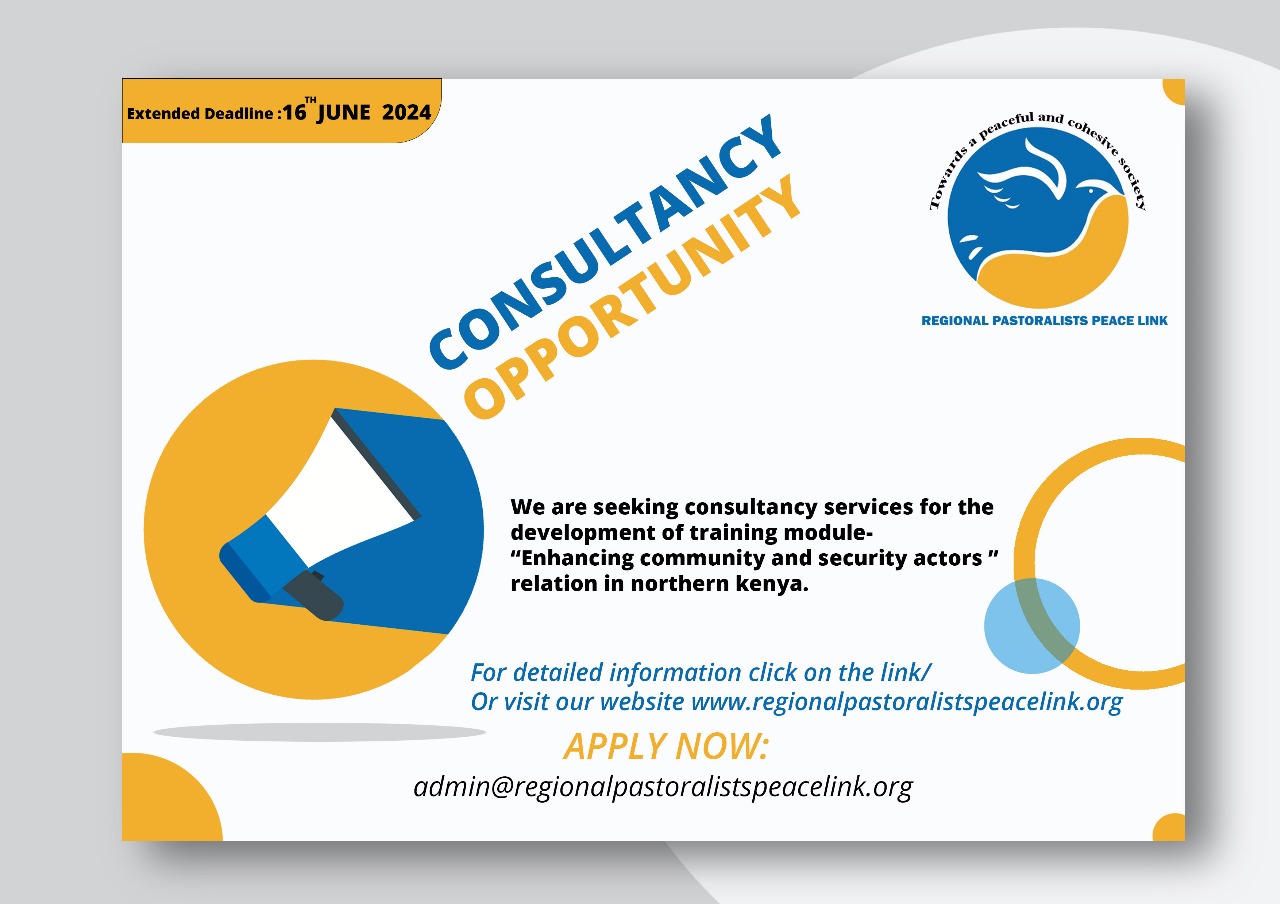 Extended Deadline :16TH JUNE 2024
Towards a peaceful and cohesive society
REGIONAL PASTORALISTS PEACE LINK
CONSULTANCY
OPPORTUNITY
We are seeking consultancy services for the
development of training module-
“Enhancing community and security actors ”
relation in northern kenya.
For detailed information click on the link/
Or visit our website www.regionalpastoralistspeacelink.org
APPLY NOW:
admin@regionalpastoralistspeacelink.org